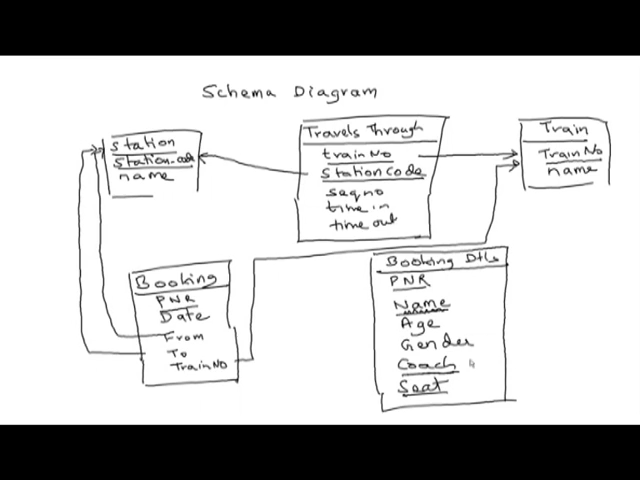 Schema Diagram
Station
Station-code
name
Travels Through
trainNo
stationCode
seqno
time in
time out
Train
TrainNo
name
Booking
PNR
Date
From
To
TrainNo
Booking Dtls
PNR
Name
Age
Gender
Coach
Seat